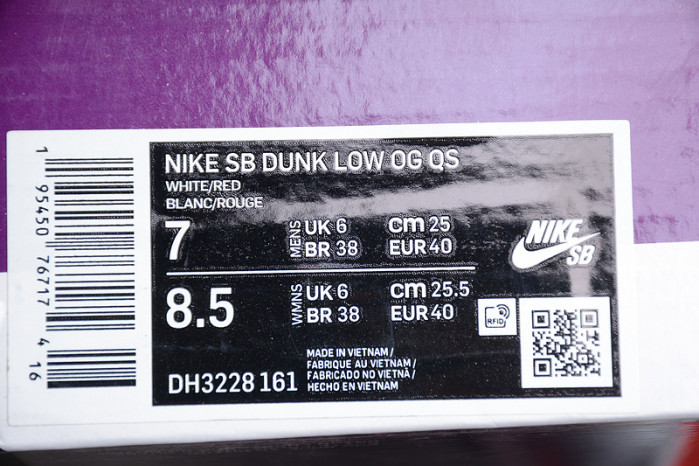 1 95450 76717 4 16
NIKE SB DUNK LOW OG QS
WHITE/RED
BLANC/ROUGE
7
MENS
UK 6
BR 38
cm 25
EUR 40
8.5
WMNS
UK 6
BR 38
cm 25.5
EUR 40
NIKE
SB
RFID
DH3228 161
MADE IN VIETNAM /
FABRIQUE AU VIETNAM /
FABRICADO NO VIETNÃ /
HECHO EN VIETNAM